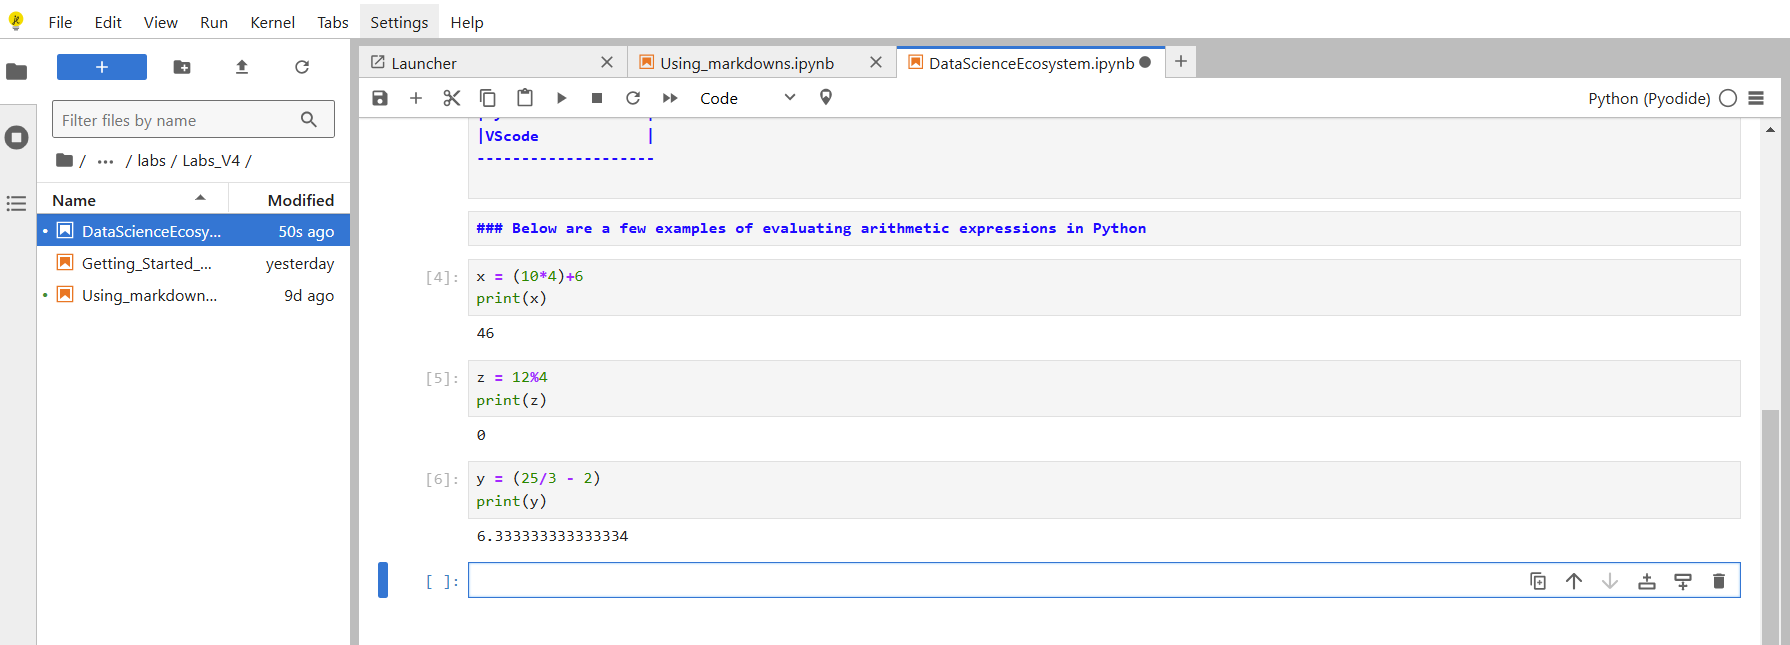 File Edit View Run Kernel Tabs Settings Help
Launcher
Using_markdowns.ipynb
DataScienceEcosystem.ipynb
Code
Python (Pyodide)
Filter files by name
/ ... / labs / Labs_V4 /
Name Modified
DataScienceEcosy... 50s ago
Getting_Started_... yesterday
Using_markdown... 9d ago
|VScode |
--------------------
### Below are a few examples of evaluating arithmetic expressions in Python
[4]: x = (10*4)+6
print(x)
46
[5]: z = 12%4
print(z)
0
[6]: y = (25/3 - 2)
print(y)
6.333333333333334
[ ]: